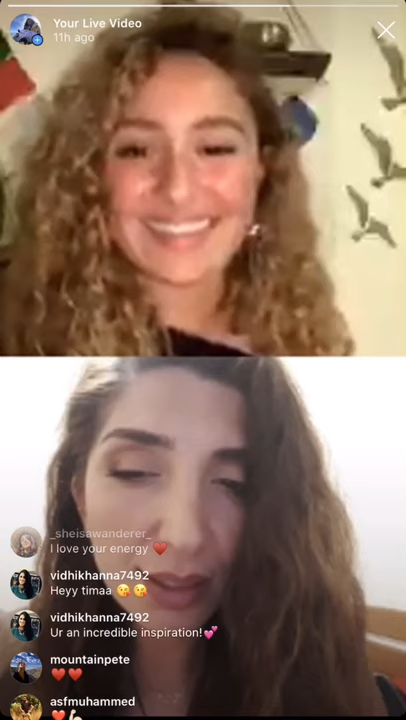 Your Live Video
11h ago
_sheisawanderer_
I love your energy ❤️
vidhikhanna7492
Heyy timaa 😘😘
vidhikhanna7492
Ur an incredible inspiration!💕
mountainpete
❤️❤️
asfmuhammed
❤️💪🏻